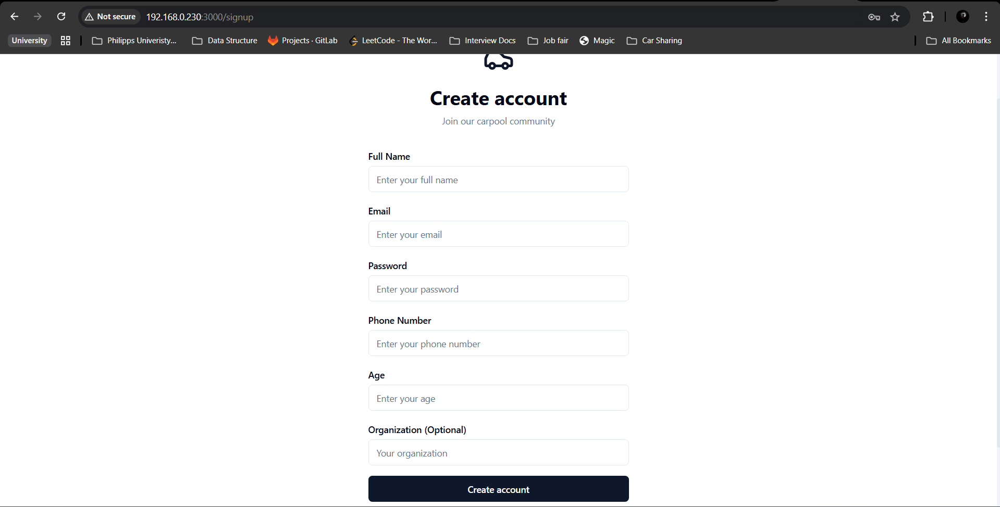 Not secure 192.168.0.230:3000/signup
University Philipps Univeristy... Data Structure Projects · GitLab LeetCode - The Wor... Interview Docs Job fair Magic Car Sharing All Bookmarks
Create account
Join our carpool community
Full Name
Enter your full name
Email
Enter your email
Password
Enter your password
Phone Number
Enter your phone number
Age
Enter your age
Organization (Optional)
Your organization
Create account